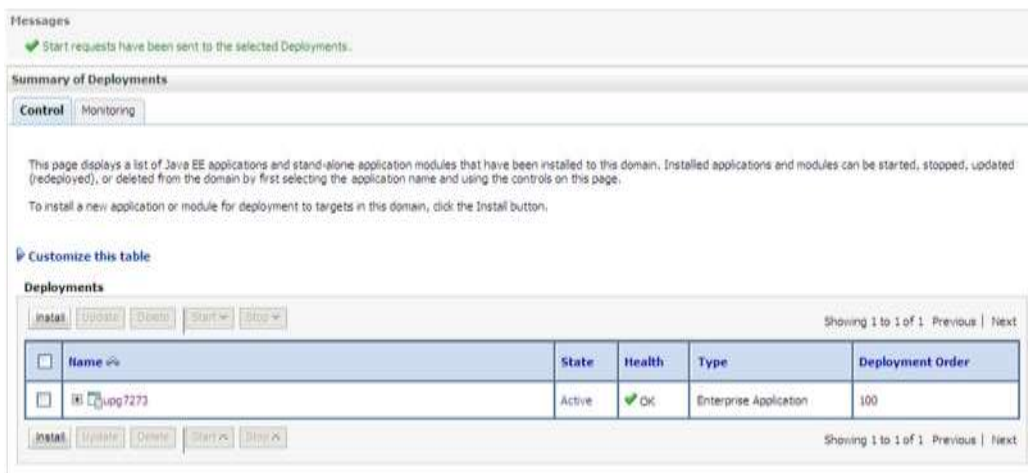 Messages
Start requests have been sent to the selected Deployments.
Summary of Deployments
Control Monitoring
This page displays a list of Java EE applications and stand-alone application modules that have been installed to this domain. Installed applications and modules can be started, stopped, updated
(redeployed), or deleted from the domain by first selecting the application name and using the controls on this page.
To install a new application or module for deployment to targets in this domain, click the Install button.
Customize this table
Deployments
Install Update Delete Start Stop Showing 1 to 1 of 1 Previous | Next
Name State Health Type Deployment Order
upg7273 Active OK Enterprise Application 100
Install Update Delete Start Stop Showing 1 to 1 of 1 Previous | Next